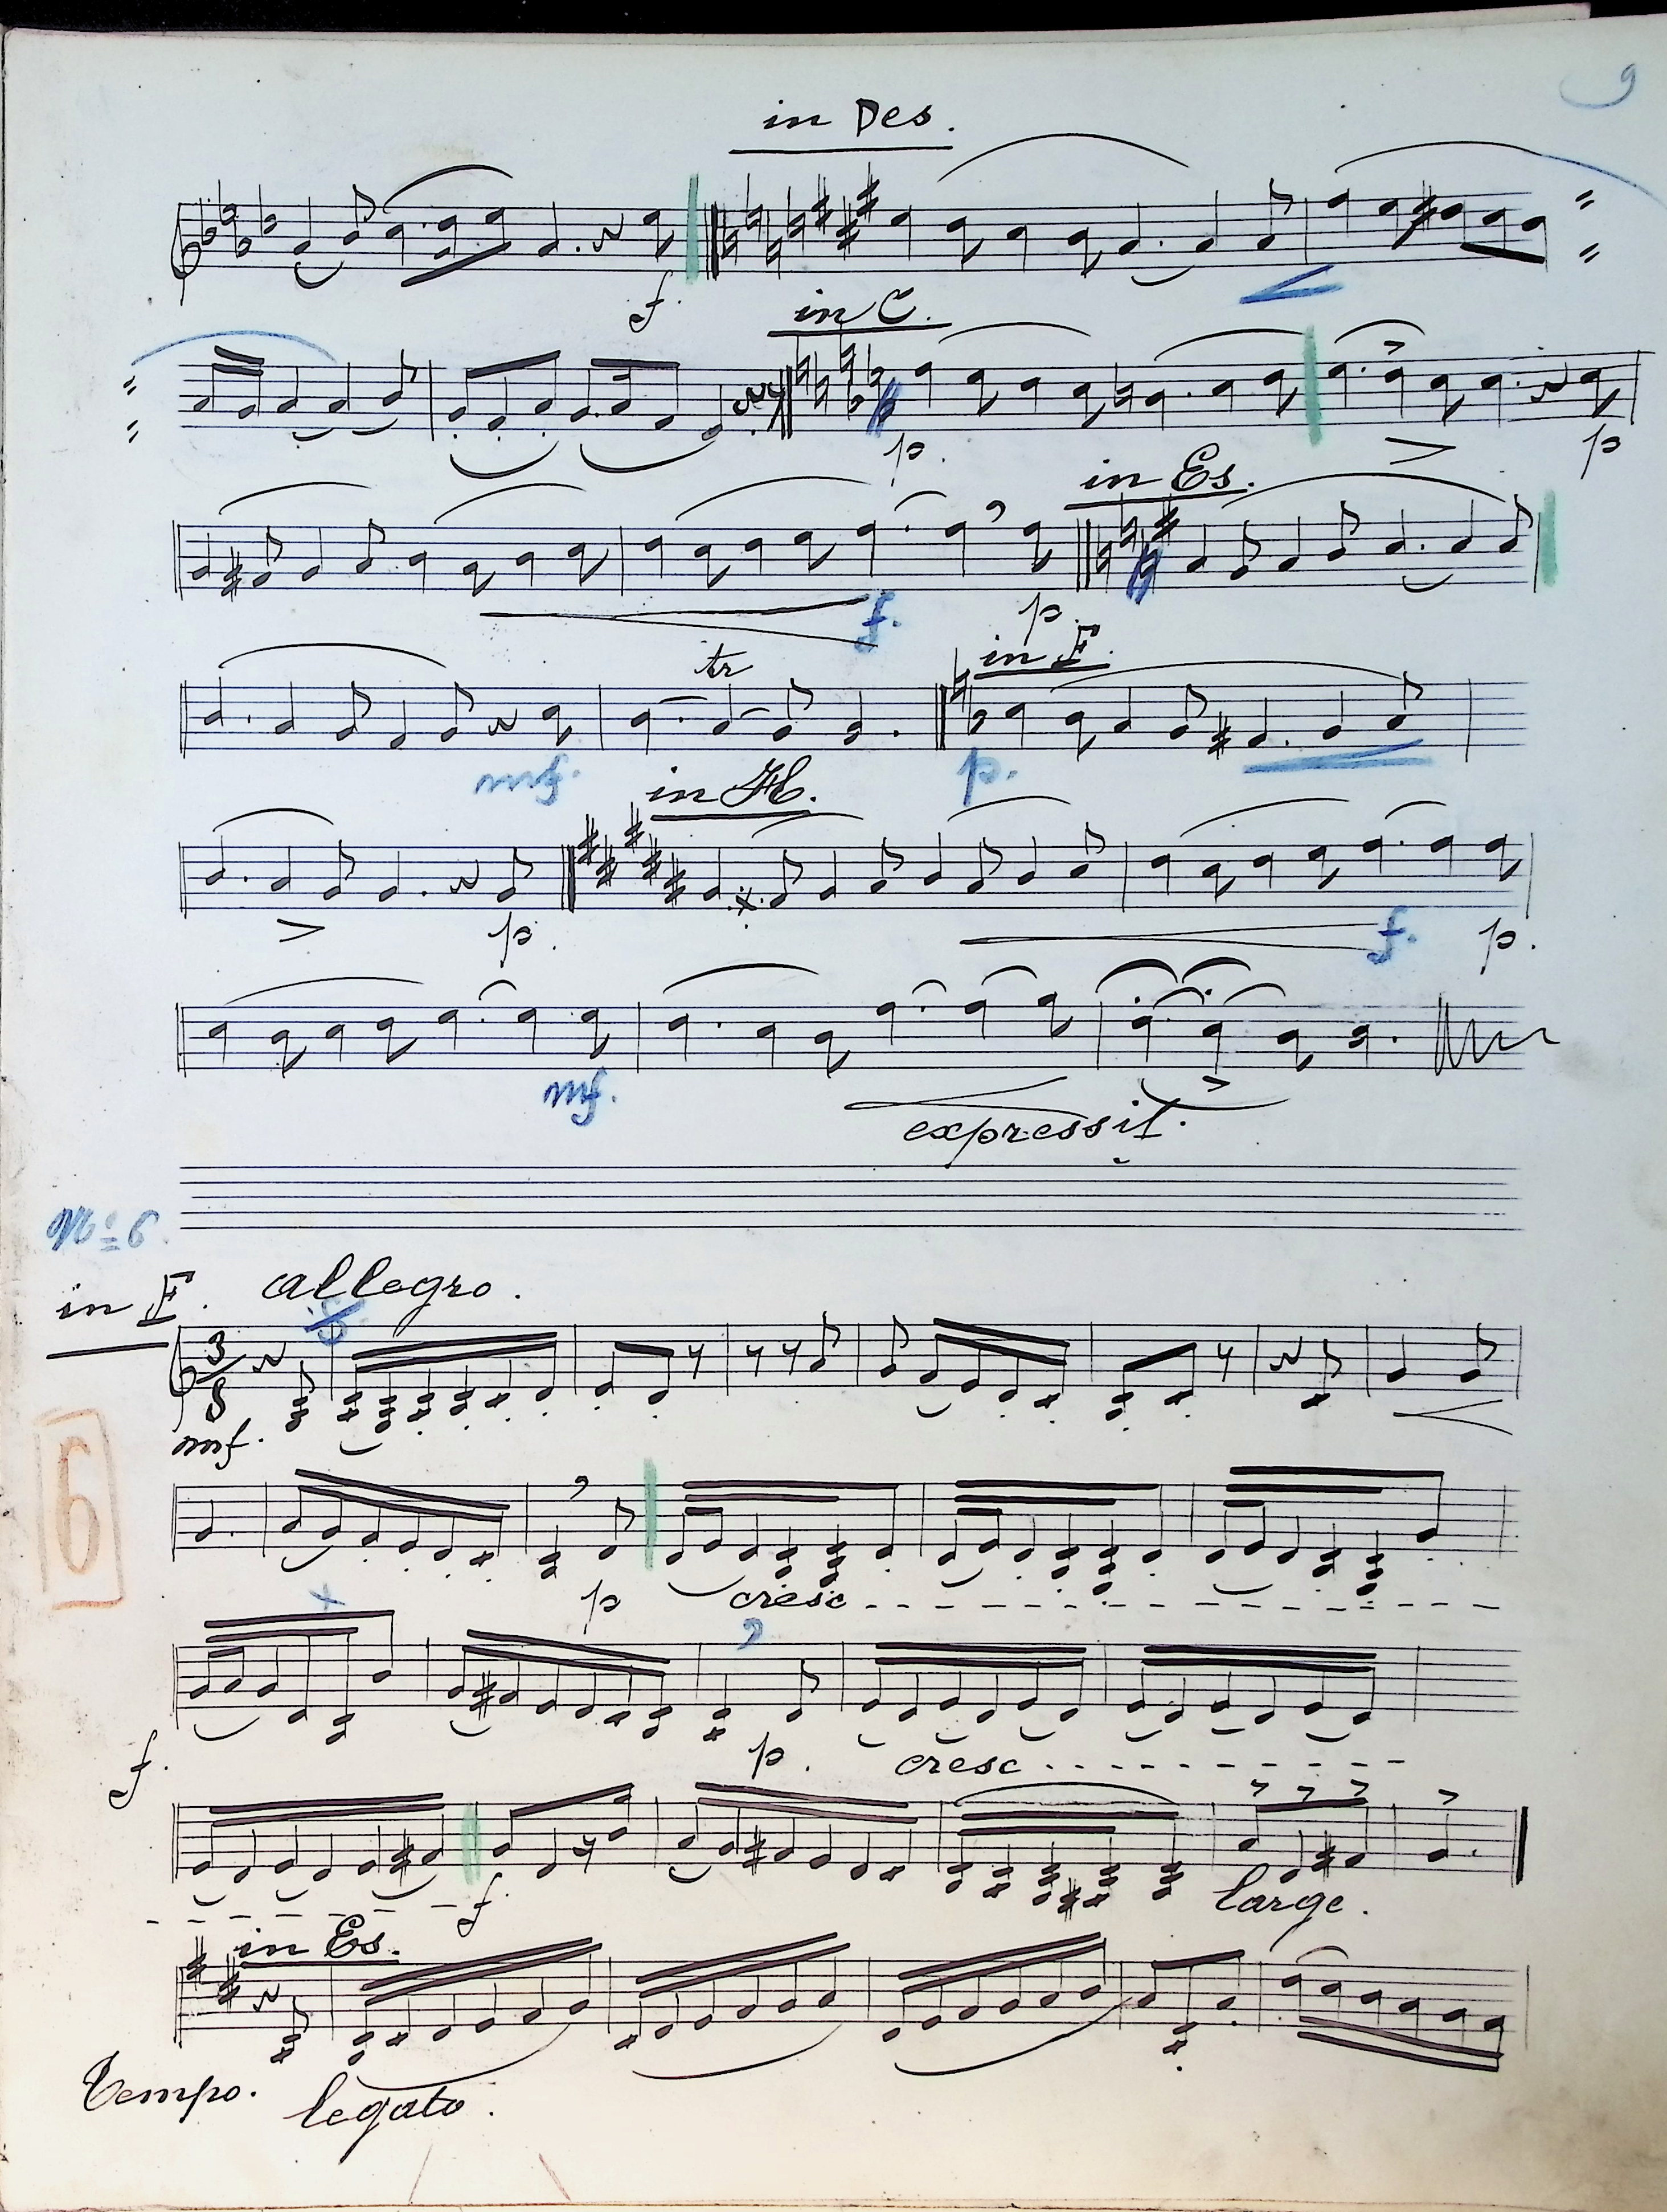 9
in Des.
f.
in C.
p. p
in Es.
f. p.
tr
in F.
mf. p.
in H.
p. f. p.
mf.
expressif.
№ 6.
in F. allegro.
3
8
mf.
6
p cresc
f. p. cresc
f. large.
in Es.
Tempo. legato.